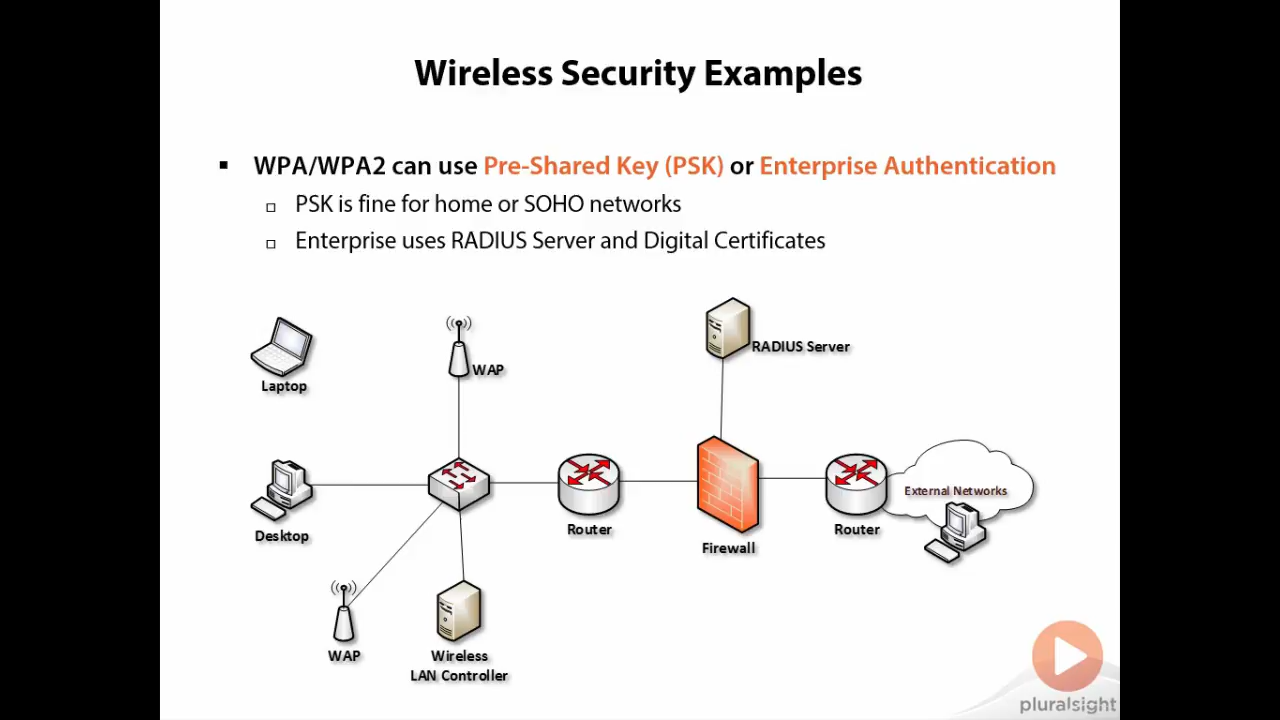 Wireless Security Examples
▪ WPA/WPA2 can use Pre-Shared Key (PSK) or Enterprise Authentication
▫ PSK is fine for home or SOHO networks
▫ Enterprise uses RADIUS Server and Digital Certificates
RADIUS Server
WAP
Laptop
External Networks
Desktop
Router
Firewall
Router
WAP
Wireless
LAN Controller
pluralsight